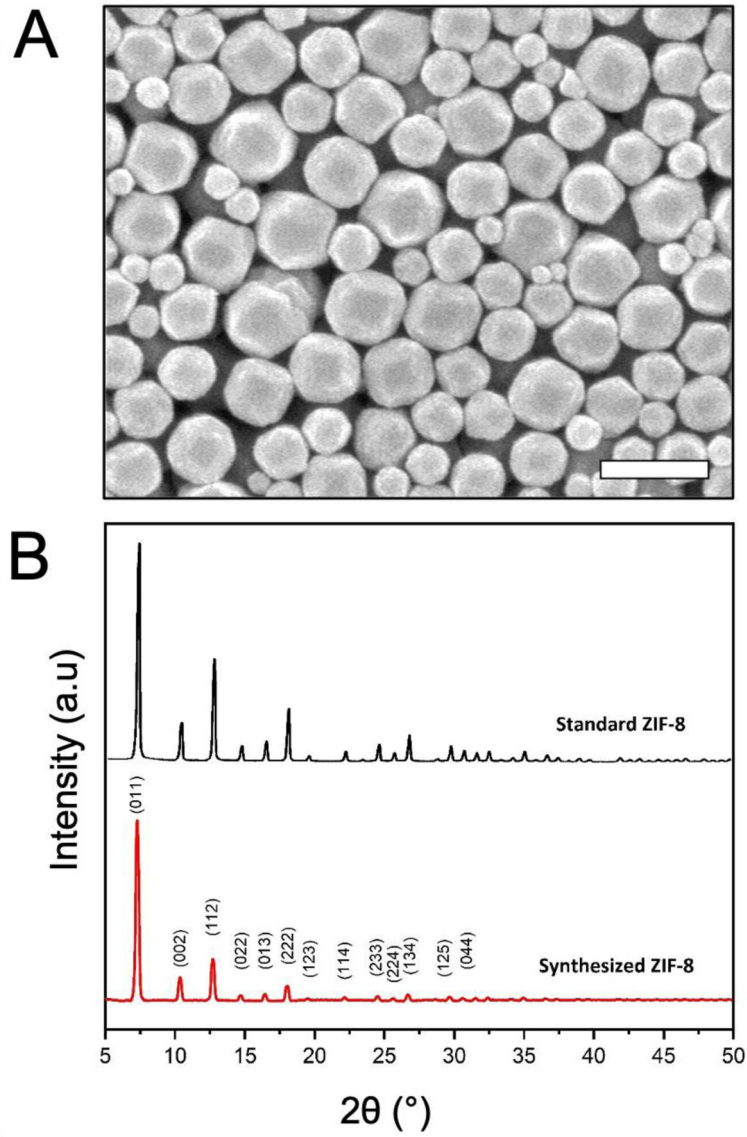 A
B
Intensity (a.u)
Standard ZIF-8
(011)
(002)
(112)
(022)
(013)
(222)
(123)
(114)
(233)
(224)
(134)
(125)
(044)
Synthesized ZIF-8
5 10 15 20 25 30 35 40 45 50
2θ (°)